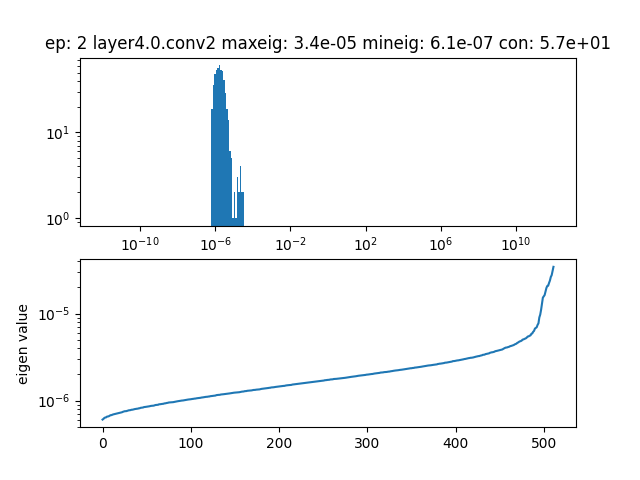 ep: 2 layer4.0.conv2 maxeig: 3.4e-05 mineig: 6.1e-07 con: 5.7e+01
10¹
10⁰
10⁻¹⁰ 10⁻⁶ 10⁻² 10² 10⁶ 10¹⁰
eigen value
10⁻⁵
10⁻⁶
0 100 200 300 400 500